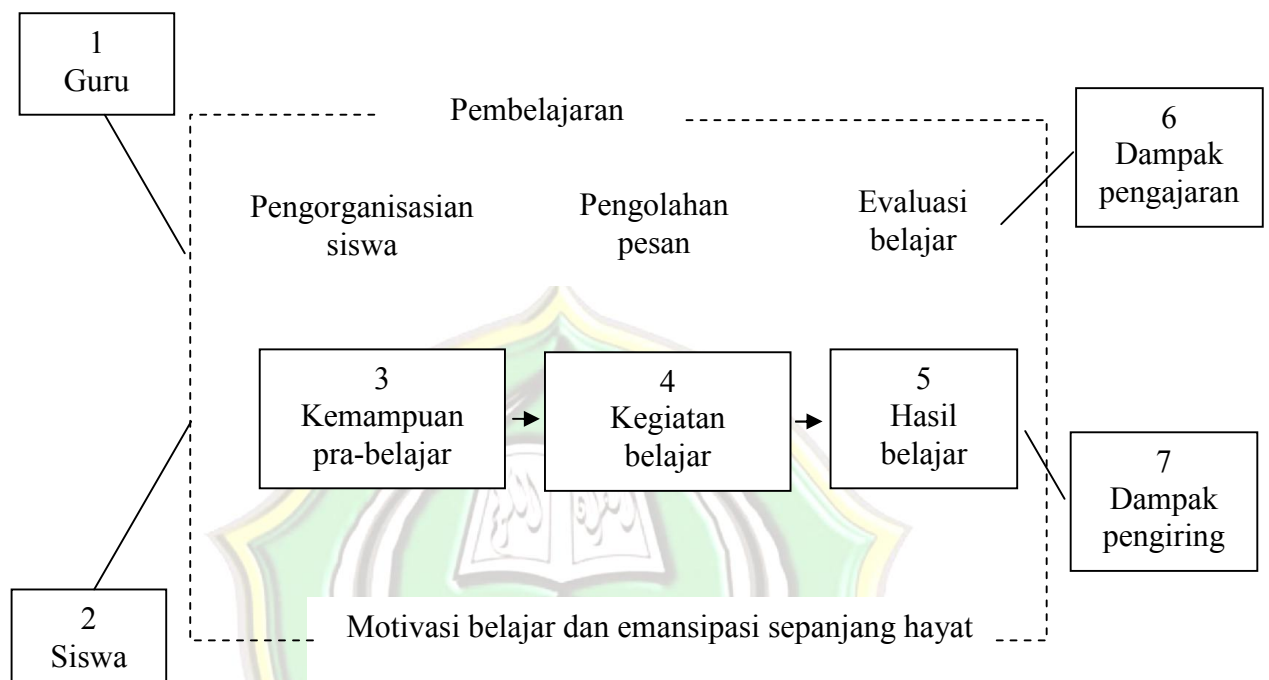 1
Guru
Pembelajaran
6
Dampak
pengajaran
Pengorganisasian
siswa
Pengolahan
pesan
Evaluasi
belajar
3
Kemampuan
pra-belajar
4
Kegiatan
belajar
5
Hasil
belajar
7
Dampak
pengiring
2
Siswa
Motivasi belajar dan emansipasi sepanjang hayat